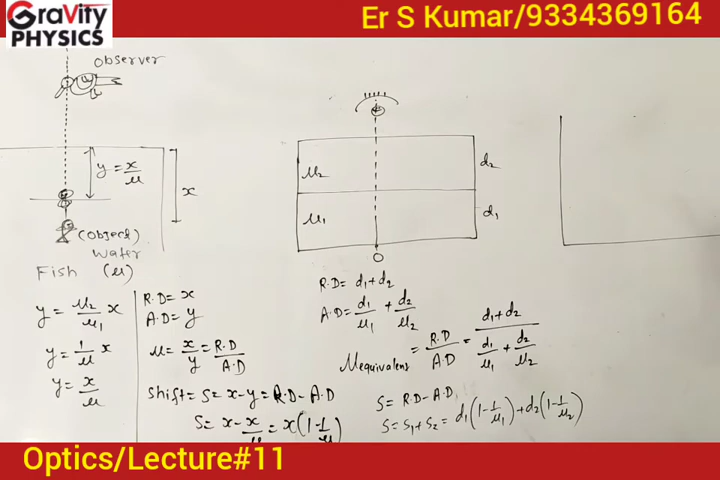 GRaVity
PHYSICS
Er S Kumar/9334369164
observer
y = x/μ
x
(object)
water
Fish (μ)
y = μ₂/μ₁ x
y = 1/μ x
y = x/μ
R.D = x
A.D = y
μ = x/y = R.D/A.D
Shift = S = x-y = R.D - A.D
S = x - x/μ = x(1-1/μ)
μ₂
d₂
μ₁
d₁
O
R.D = d₁+d₂
A.D = d₁/μ₁ + d₂/μ₂
μequivalent = R.D/A.D = (d₁+d₂)/(d₁/μ₁ + d₂/μ₂)
S = R.D - A.D
S = S₁+S₂ = d₁(1-1/μ₁)+d₂(1-1/μ₂)
Optics/Lecture#11